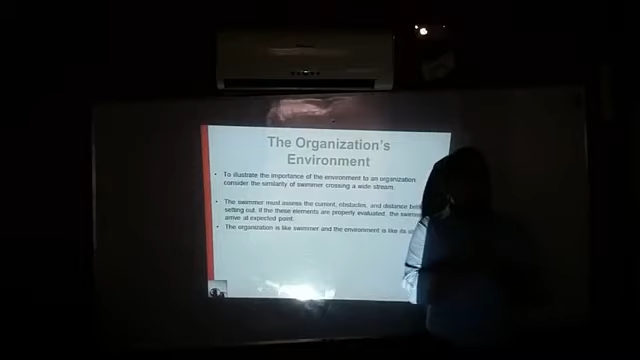 The Organization's
Environment
• To illustrate the importance of the environment to an organization
consider the similarity of swimmer crossing a wide stream.
• The swimmer must assess the current, obstacles, and distance
setting out. If the these elements are properly evaluated, the
arrive at expected point.
• The organization is like swimmer and the environment is like its